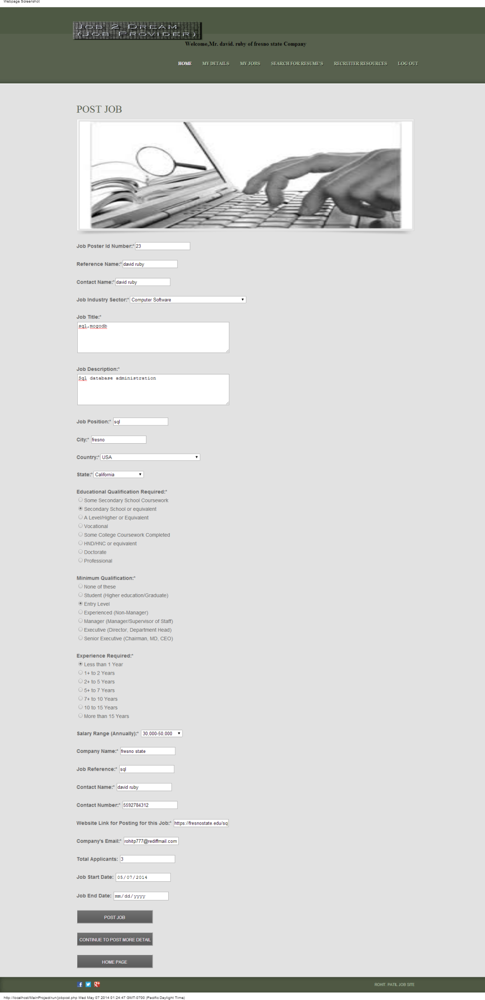 Webpage Screenshot
Job 2 Dream
(Job Provider)
Welcome,Mr. david. ruby of fresno state Company
HOME MY DETAILS MY JOBS SEARCH FOR RESUME'S RECRUITER RESOURCES LOG OUT
POST JOB
Job Poster Id Number:* 23
Reference Name:* david ruby
Contact Name:* david ruby
Job Industry Sector:* Computer Software
Job Title:*
sql,mogodb
Job Description:*
Sql database administration
Job Position:* sql
City:* fresno
Country:* USA
State:* California
Educational Qualification Required:*
Some Secondary School Coursework
Secondary School or equivalent
A Level/Higher or Equivalent
Vocational
Some College Coursework Completed
HND/HNC or equivalent
Doctorate
Professional
Minimum Qualification:*
None of these
Student (Higher education/Graduate)
Entry Level
Experienced (Non-Manager)
Manager (Manager/Supervisor of Staff)
Executive (Director, Department Head)
Senior Executive (Chairman, MD, CEO)
Experience Required:*
Less than 1 Year
1+ to 2 Years
2+ to 5 Years
5+ to 7 Years
7+ to 10 Years
10 to 15 Years
More than 15 Years
Salary Range (Annually):* 30,000-50,000
Company Name:* fresno state
Job Reference:* sql
Contact Name:* david ruby
Contact Number:* 5592784312
Website Link for Posting for this Job:* https://fresnostate.edu/sq
Company's Email:* rohitp777@rediffmail.com
Total Applicants: 3
Job Start Date: 05/07/2014
Job End Date: mm/dd/yyyy
POST JOB
CONTINUE TO POST MORE DETAIL
HOME PAGE
ROHIT. PATIL JOB SITE
http://localhost/MainProject/run/jobpost.php Wed May 07 2014 01:24:47 GMT-0700 (Pacific Daylight Time)